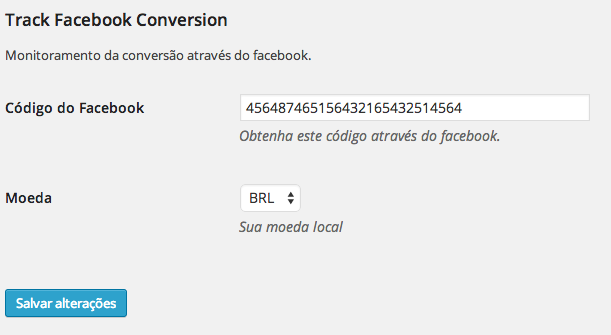 Track Facebook Conversion
Monitoramento da conversão através do facebook.
Código do Facebook
456487465156432165432514564
Obtenha este código através do facebook.
Moeda
BRL
Sua moeda local
Salvar alterações